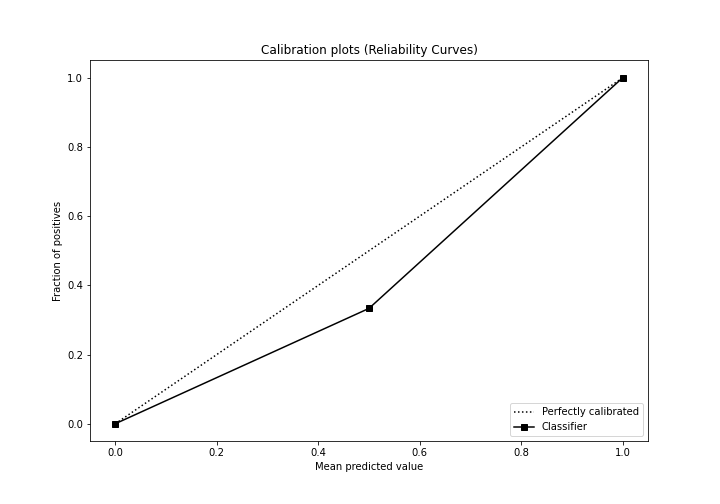 Calibration plots (Reliability Curves)
1.0
0.8
0.6
0.4
0.2
0.0
Fraction of positives
0.0 0.2 0.4 0.6 0.8 1.0
Mean predicted value
Perfectly calibrated
Classifier